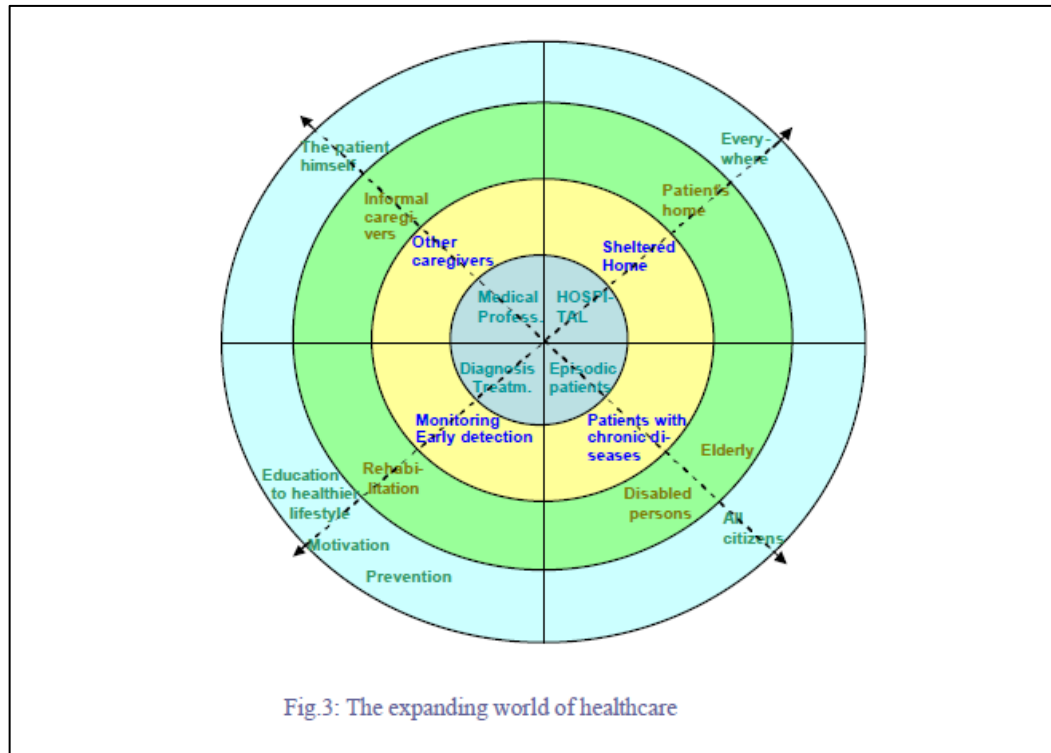 The patient
himself
Every-
where
Informal
caregi-
vers
Patient's
home
Other
caregivers
Sheltered
Home
Medical
Profess.
HOSPI-
TAL
Diagnosis
Treatm.
Episodic
patients
Monitoring
Early detection
Patients with
chronic di-
seases
Rehabi-
litation
Elderly
Disabled
persons
Education
to healthier
lifestyle
Motivation
Prevention
All
citizens
Fig.3: The expanding world of healthcare